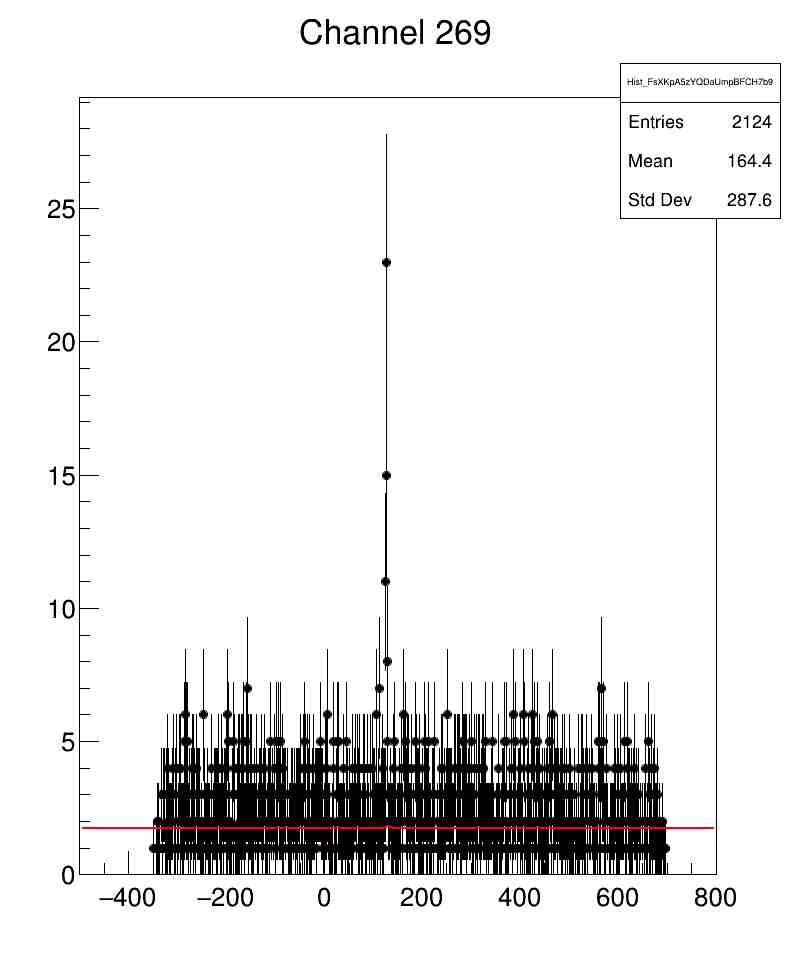 Channel 269
Hist_FsXKpA5zYQDaUmpBFCH7b9
Entries 2124
Mean 164.4
Std Dev 287.6
25
20
15
10
5
0
−400 −200 0 200 400 600 800